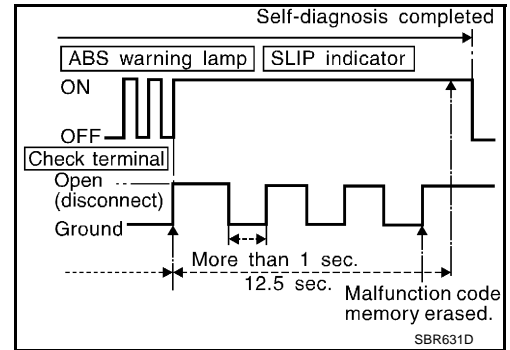 Self-diagnosis completed
ABS warning lamp SLIP indicator
ON
OFF
Check terminal
Open
(disconnect)
Ground
More than 1 sec.
12.5 sec.
Malfunction code
memory erased.
SBR631D